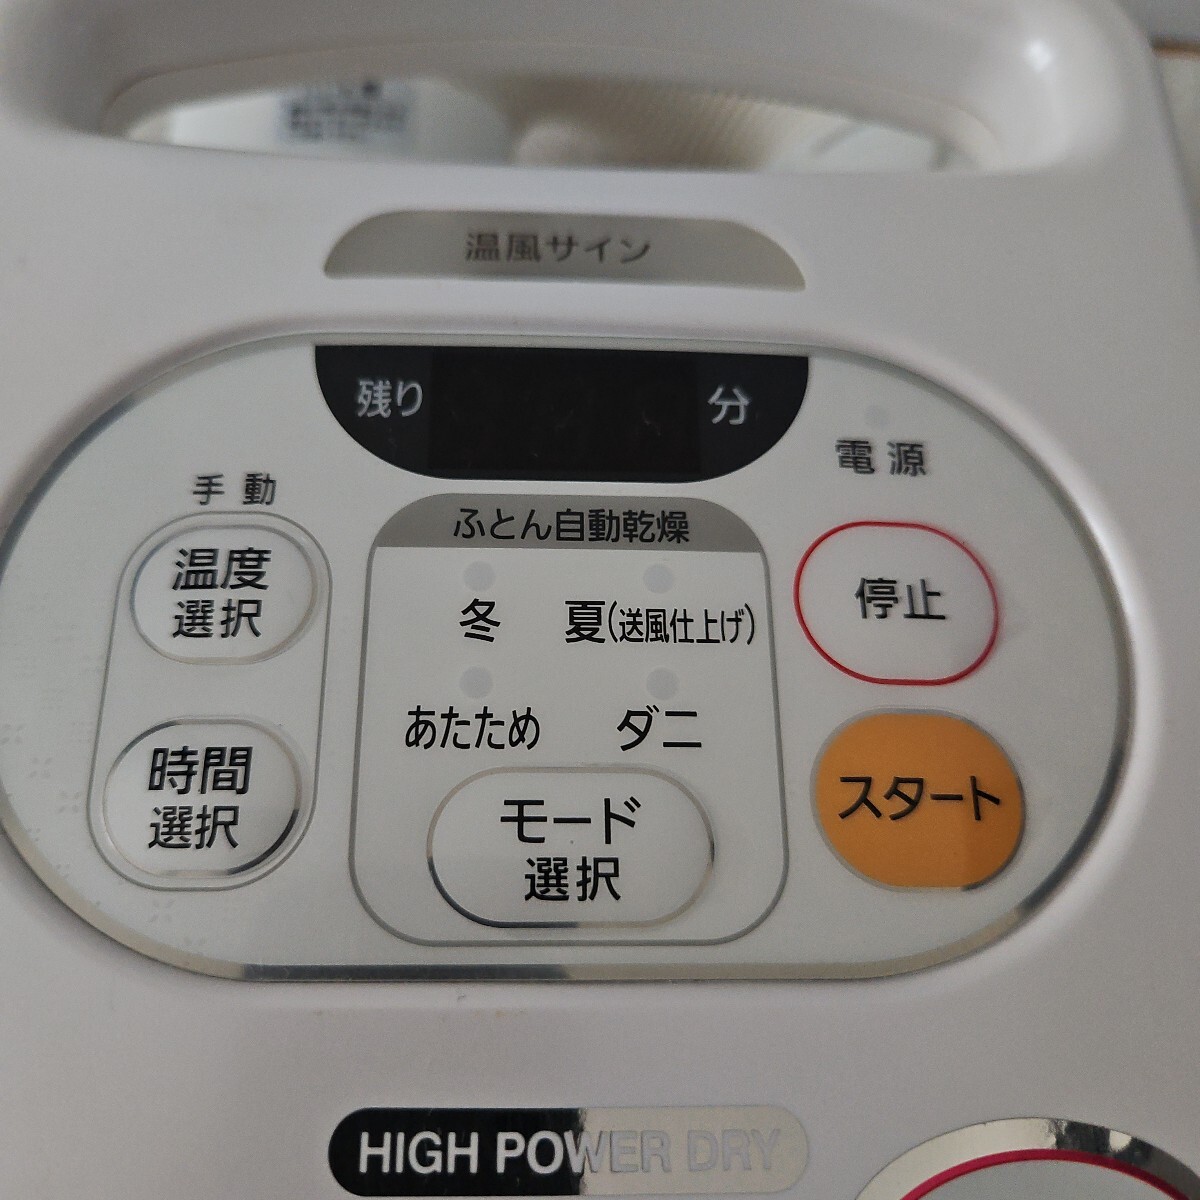 温風サイン
残り 分
電源
手動
温度
選択
時間
選択
ふとん自動乾燥
冬 夏(送風仕上げ)
あたため ダニ
モード
選択
停止
スタート
HIGH POWER DRY